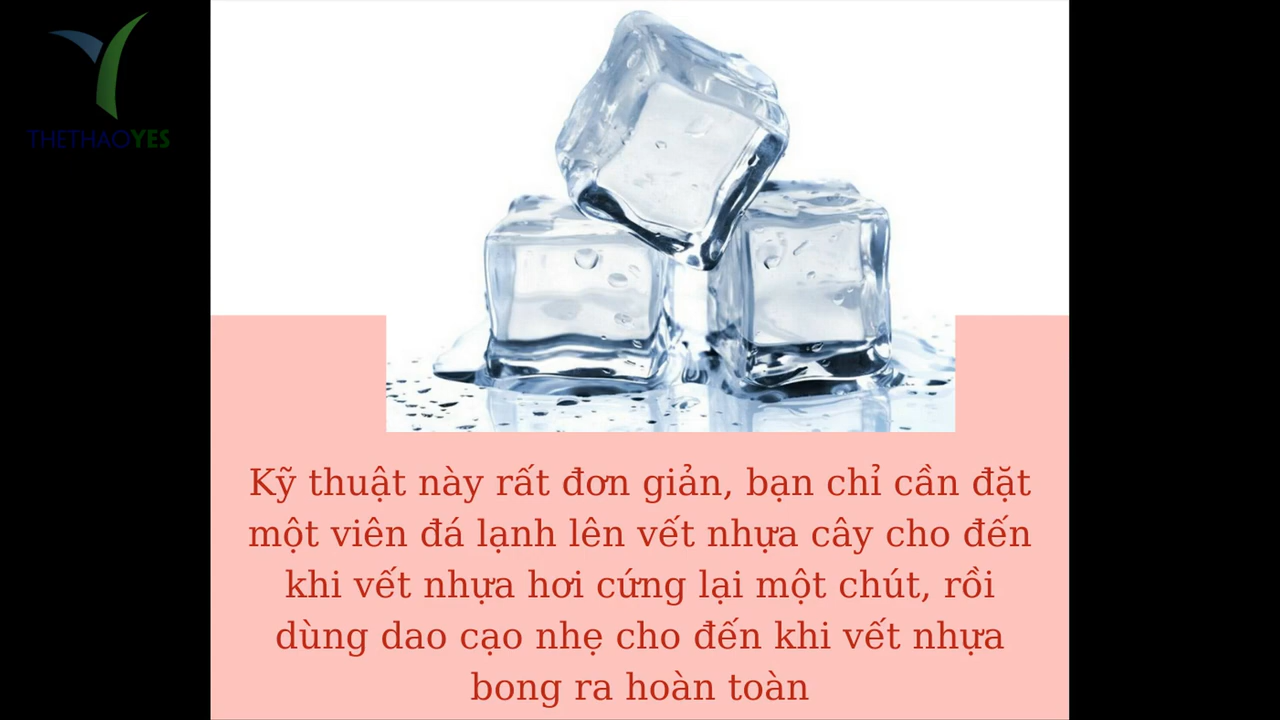 THETHAOYES
Kỹ thuật này rất đơn giản, bạn chỉ cần đặt
một viên đá lạnh lên vết nhựa cây cho đến
khi vết nhựa hơi cứng lại một chút, rồi
dùng dao cạo nhẹ cho đến khi vết nhựa
bong ra hoàn toàn